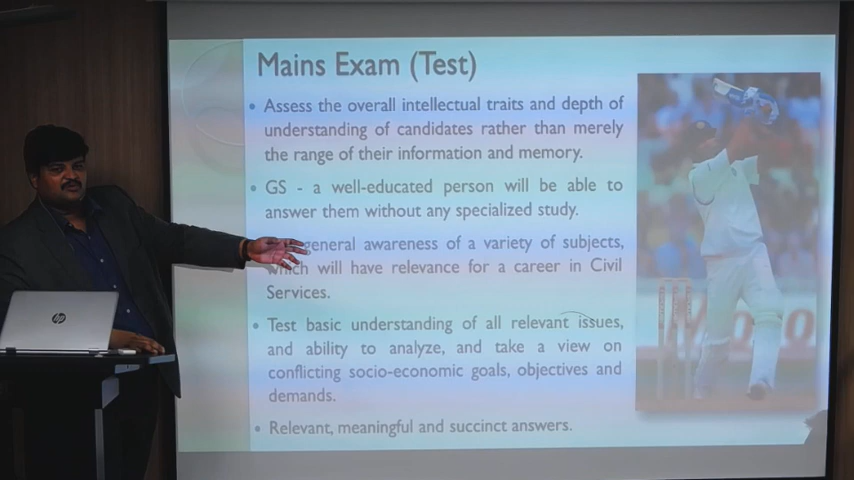 Mains Exam (Test)
• Assess the overall intellectual traits and depth of
understanding of candidates rather than merely
the range of their information and memory.
• GS - a well-educated person will be able to
answer them without any specialized study.
general awareness of a variety of subjects,
which will have relevance for a career in Civil
Services.
• Test basic understanding of all relevant issues,
and ability to analyze, and take a view on
conflicting socio-economic goals, objectives and
demands.
• Relevant, meaningful and succinct answers.
hp